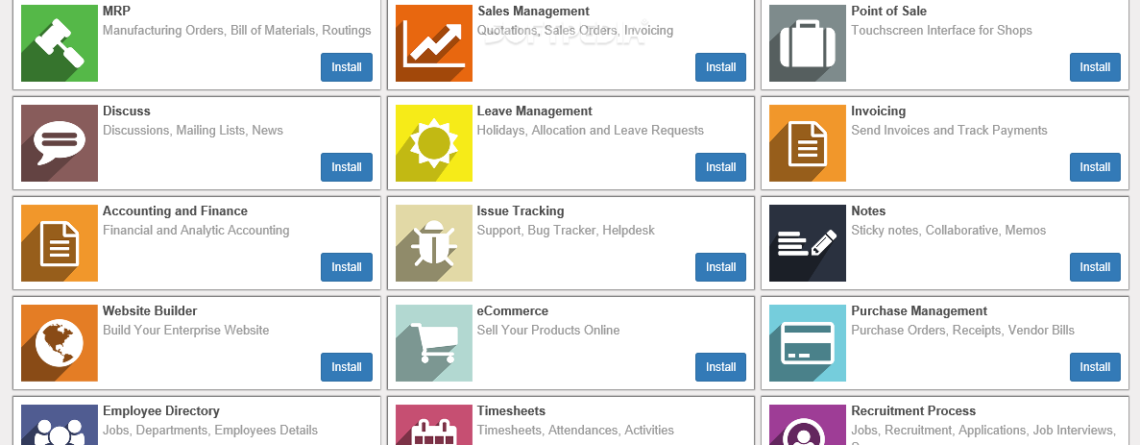 MRP
Manufacturing Orders, Bill of Materials, Routings
Install
Sales Management
Quotations, Sales Orders, Invoicing
SOFTPEDIA
Install
Point of Sale
Touchscreen Interface for Shops
Install
Discuss
Discussions, Mailing Lists, News
Install
Leave Management
Holidays, Allocation and Leave Requests
Install
Invoicing
Send Invoices and Track Payments
Install
Accounting and Finance
Financial and Analytic Accounting
Install
Issue Tracking
Support, Bug Tracker, Helpdesk
Install
Notes
Sticky notes, Collaborative, Memos
Install
Website Builder
Build Your Enterprise Website
Install
eCommerce
Sell Your Products Online
Install
Purchase Management
Purchase Orders, Receipts, Vendor Bills
Install
Employee Directory
Jobs, Departments, Employees Details
Timesheets
Timesheets, Attendances, Activities
Recruitment Process
Jobs, Recruitment, Applications, Job Interviews,